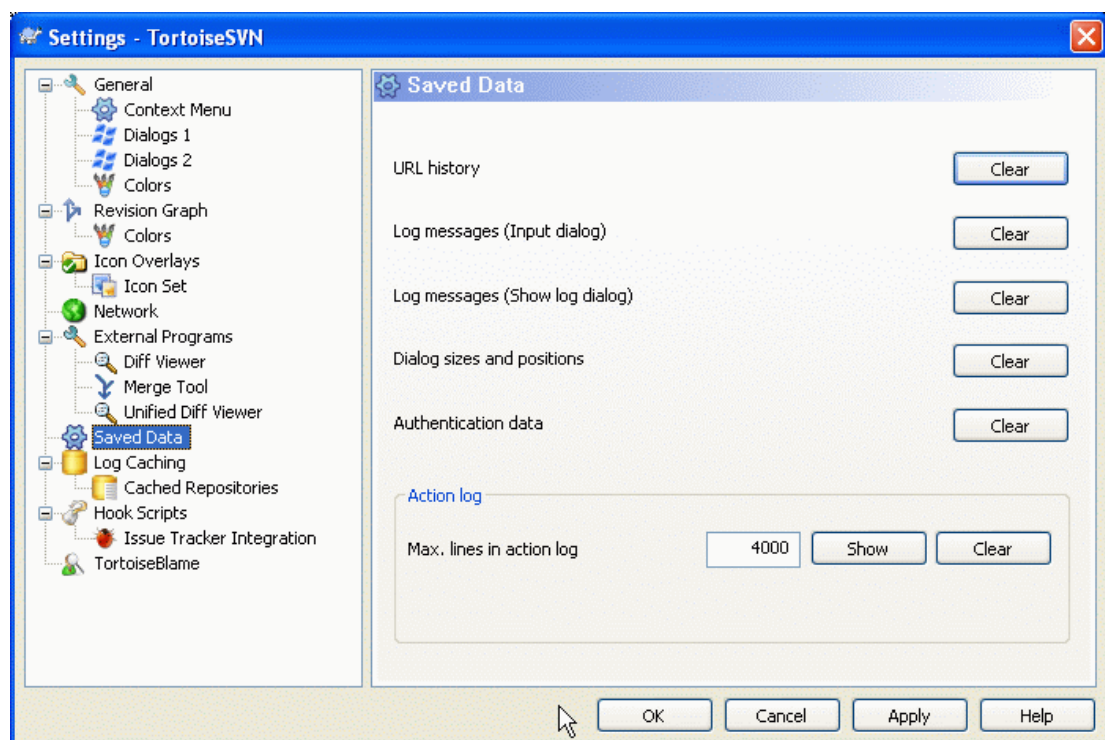 Settings - TortoiseSVN
General
Context Menu
Dialogs 1
Dialogs 2
Colors
Revision Graph
Colors
Icon Overlays
Icon Set
Network
External Programs
Diff Viewer
Merge Tool
Unified Diff Viewer
Saved Data
Log Caching
Cached Repositories
Hook Scripts
Issue Tracker Integration
TortoiseBlame
Saved Data
URL history Clear
Log messages (Input dialog) Clear
Log messages (Show log dialog) Clear
Dialog sizes and positions Clear
Authentication data Clear
Action log
Max. lines in action log 4000 Show Clear
OK Cancel Apply Help